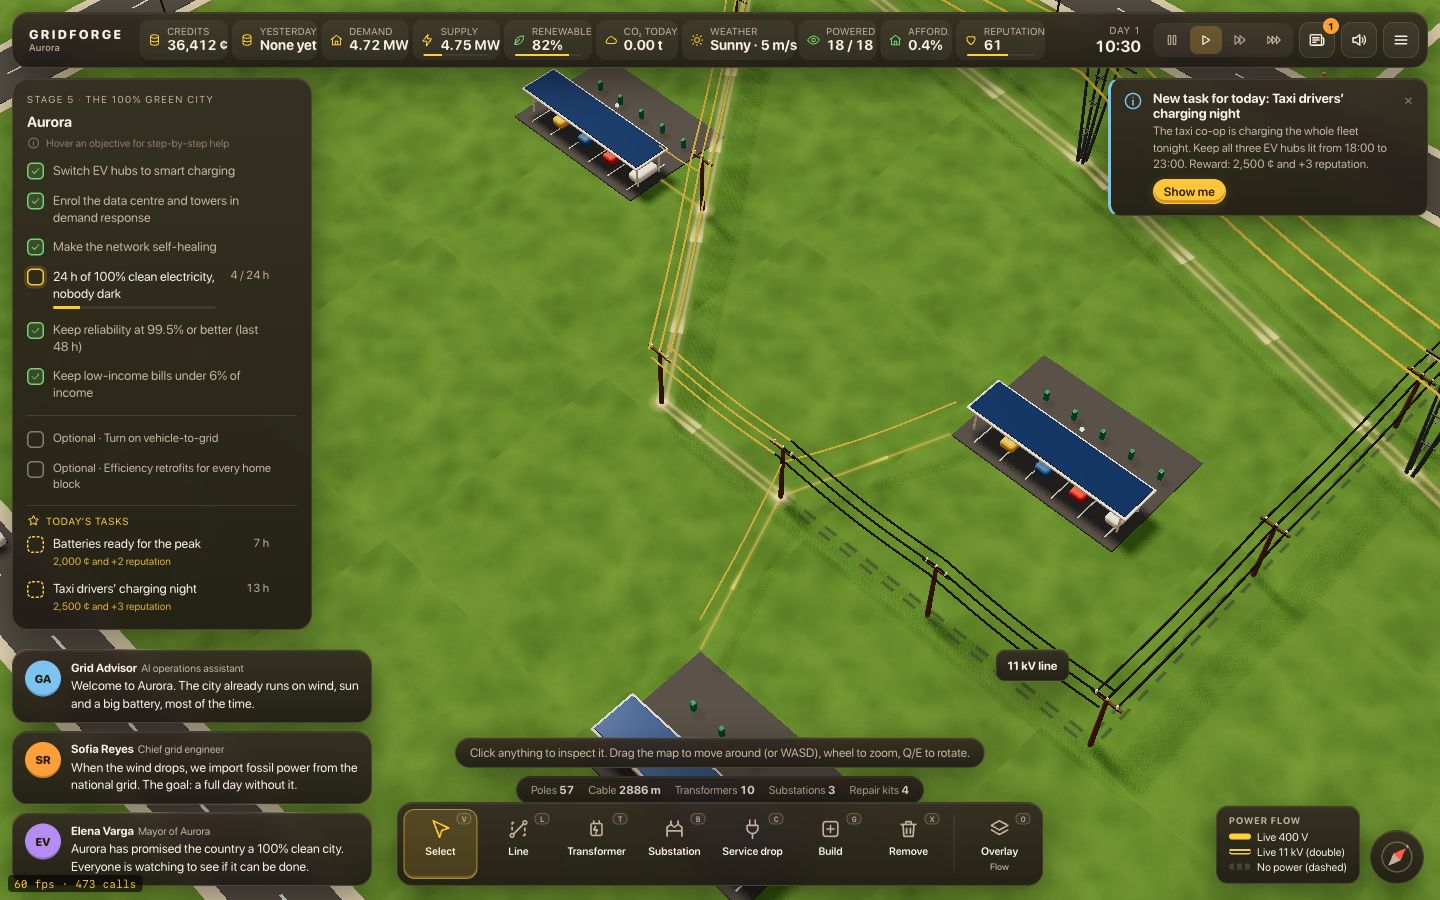 GRIDFORGE
Aurora
CREDITS
36,412 ¢
YESTERDAY
None yet
DEMAND
4.72 MW
SUPPLY
4.75 MW
RENEWABLE
82%
CO₂ TODAY
0.00 t
WEATHER
Sunny · 5 m/s
POWERED
18 / 18
AFFORD.
0.4%
REPUTATION
61
DAY 1
10:30
1
STAGE 5 · THE 100% GREEN CITY
Aurora
Hover an objective for step-by-step help
Switch EV hubs to smart charging
Enrol the data centre and towers in
demand response
Make the network self-healing
24 h of 100% clean electricity, 4 / 24 h
nobody dark
Keep reliability at 99.5% or better (last
48 h)
Keep low-income bills under 6% of
income
Optional · Turn on vehicle-to-grid
Optional · Efficiency retrofits for every home
block
TODAY'S TASKS
Batteries ready for the peak 7 h
2,000 ¢ and +2 reputation
Taxi drivers' charging night 13 h
2,500 ¢ and +3 reputation
New task for today: Taxi drivers'
charging night
The taxi co-op is charging the whole fleet
tonight. Keep all three EV hubs lit from 18:00 to
23:00. Reward: 2,500 ¢ and +3 reputation.
Show me
11 kV line
GA
Grid Advisor AI operations assistant
Welcome to Aurora. The city already runs on wind, sun
and a big battery, most of the time.
SR
Sofia Reyes Chief grid engineer
When the wind drops, we import fossil power from the
national grid. The goal: a full day without it.
EV
Elena Varga Mayor of Aurora
Aurora has promised the country a 100% clean city.
Everyone is watching to see if it can be done.
60 fps · 473 calls
Click anything to inspect it. Drag the map to move around (or WASD), wheel to zoom, Q/E to rotate.
Poles 57 Cable 2886 m Transformers 10 Substations 3 Repair kits 4
V
Select
L
Line
T
Transformer
B
Substation
C
Service drop
G
Build
X
Remove
O
Overlay
Flow
POWER FLOW
Live 400 V
Live 11 kV (double)
No power (dashed)